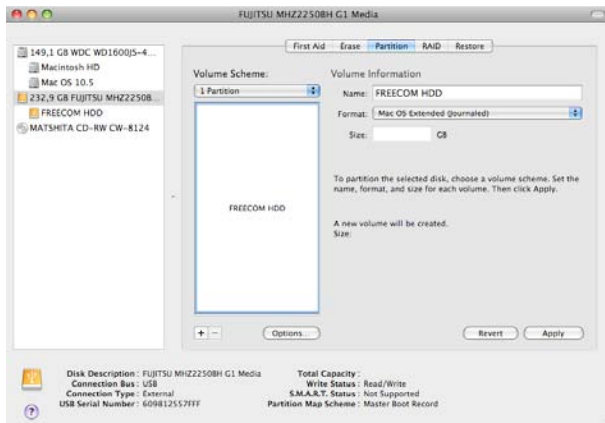 FUJITSU MHZ2250BH G1 Media
First Aid Erase Partition RAID Restore
149,1 GB WDC WD1600JS-4...
Macintosh HD
Mac OS 10.5
232,9 GB FUJITSU MHZ2250B...
FREECOM HDD
MATSHITA CD-RW CW-8124
Volume Scheme:
1 Partition
FREECOM HDD
+ -
Options...
Volume Information
Name: FREECOM HDD
Format: Mac OS Extended (Journaled)
Size: GB
To partition the selected disk, choose a volume scheme. Set the
name, format, and size for each volume. Then click Apply.
A new volume will be created.
Size:
Revert Apply
Disk Description : FUJITSU MHZ2250BH G1 Media
Connection Bus : USB
Connection Type : External
USB Serial Number : 609812557FFF
Total Capacity :
Write Status : Read/Write
S.M.A.R.T. Status : Not Supported
Partition Map Scheme : Master Boot Record
?